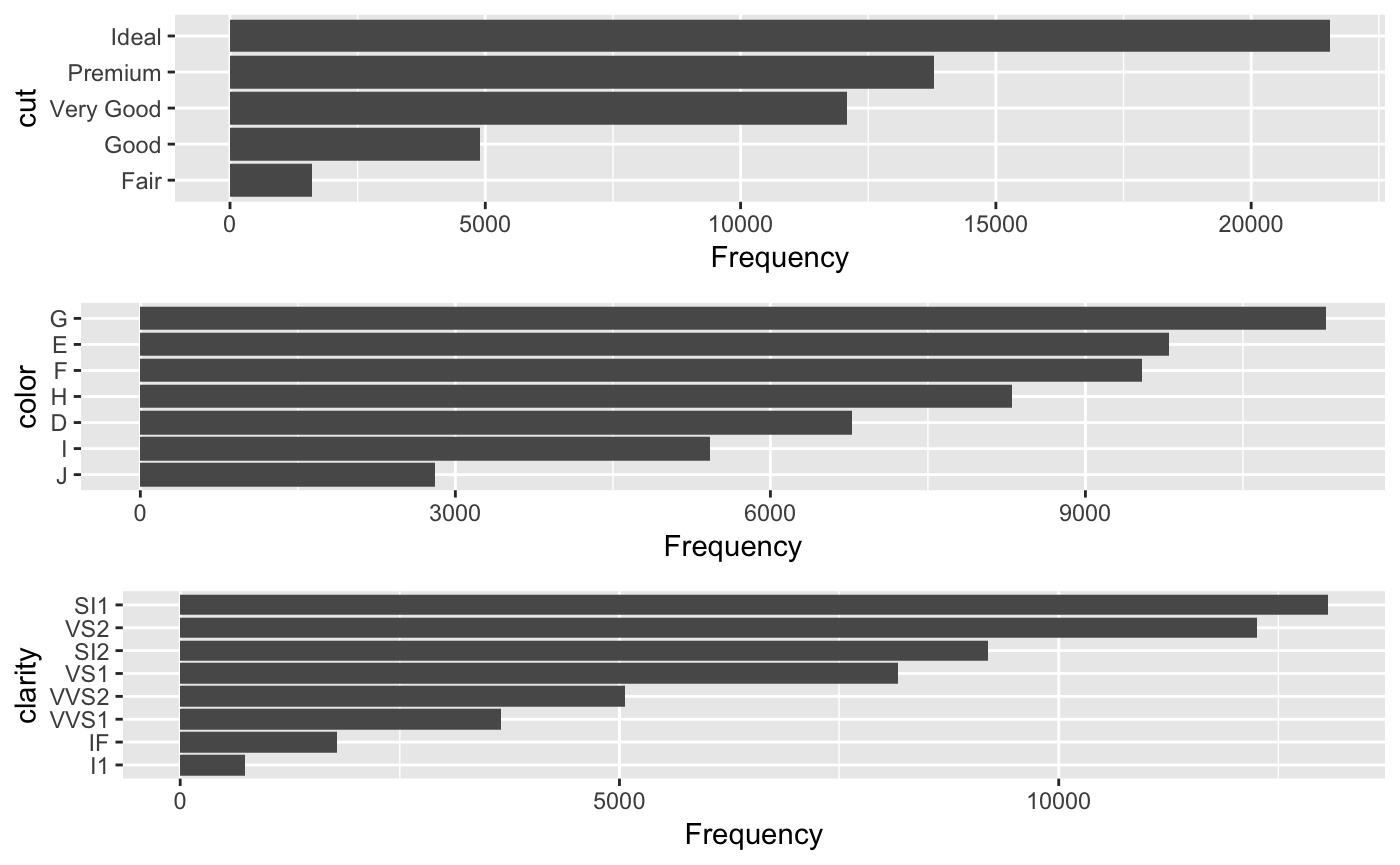 cut
Ideal
Premium
Very Good
Good
Fair
0 5000 10000 15000 20000
Frequency
color
G
E
F
H
D
I
J
0 3000 6000 9000
Frequency
clarity
SI1
VS2
SI2
VS1
VVS2
VVS1
IF
I1
0 5000 10000
Frequency